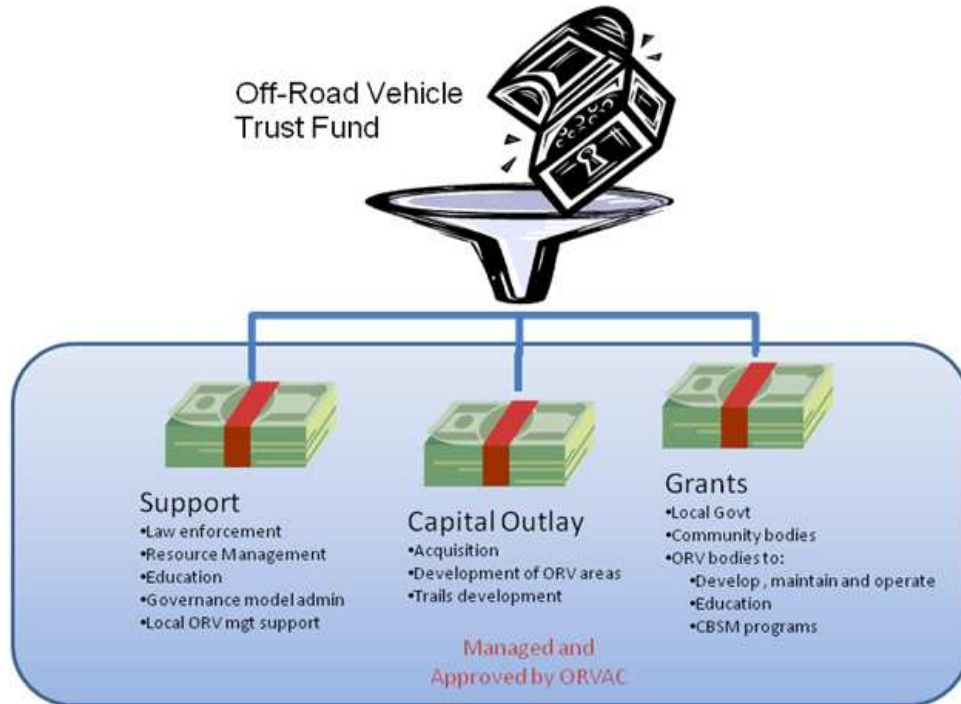 Off-Road Vehicle
Trust Fund
Support
•Law enforcement
•Resource Management
•Education
•Governance model admin
•Local ORV mgt support
Capital Outlay
•Acquisition
•Development of ORV areas
•Trails development
Grants
•Local Govt
•Community bodies
•ORV bodies to:
•Develop , maintain and operate
•Education
•CBSM programs
Managed and
Approved by ORVAC